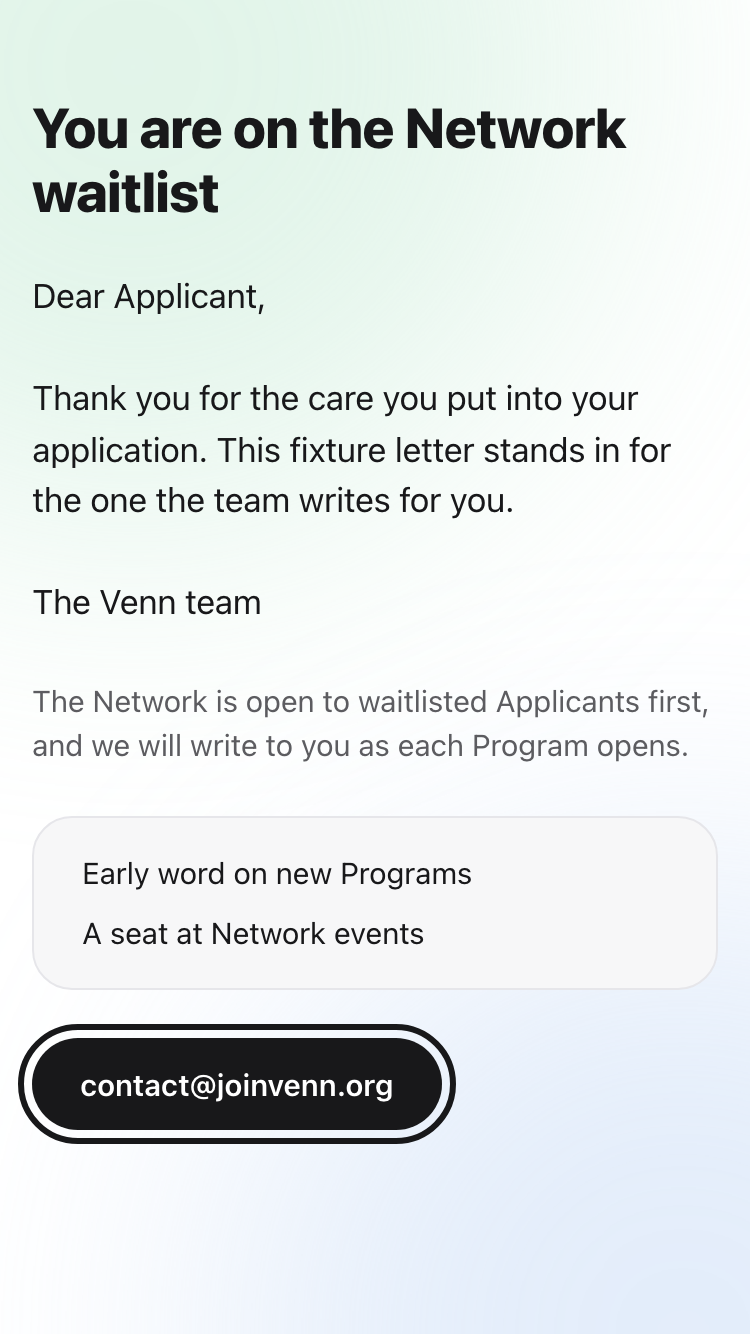 You are on the Network
waitlist
Dear Applicant,
Thank you for the care you put into your
application. This fixture letter stands in for
the one the team writes for you.
The Venn team
The Network is open to waitlisted Applicants first,
and we will write to you as each Program opens.
Early word on new Programs
A seat at Network events
contact@joinvenn.org